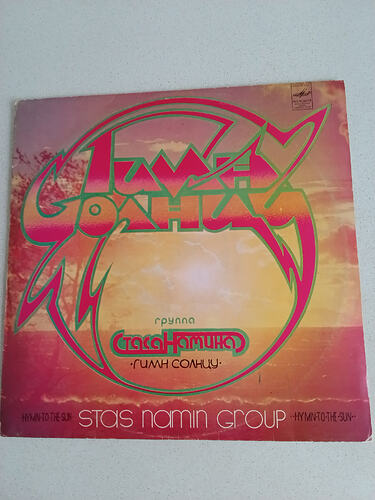 Гимн
Солнцу
группа
Стаса Намина
·ГИМН СОЛНЦУ·
·HYMN·TO·THE·SUN· STAS NAMIN GROUP ·HYMN·TO·THE·SUN·